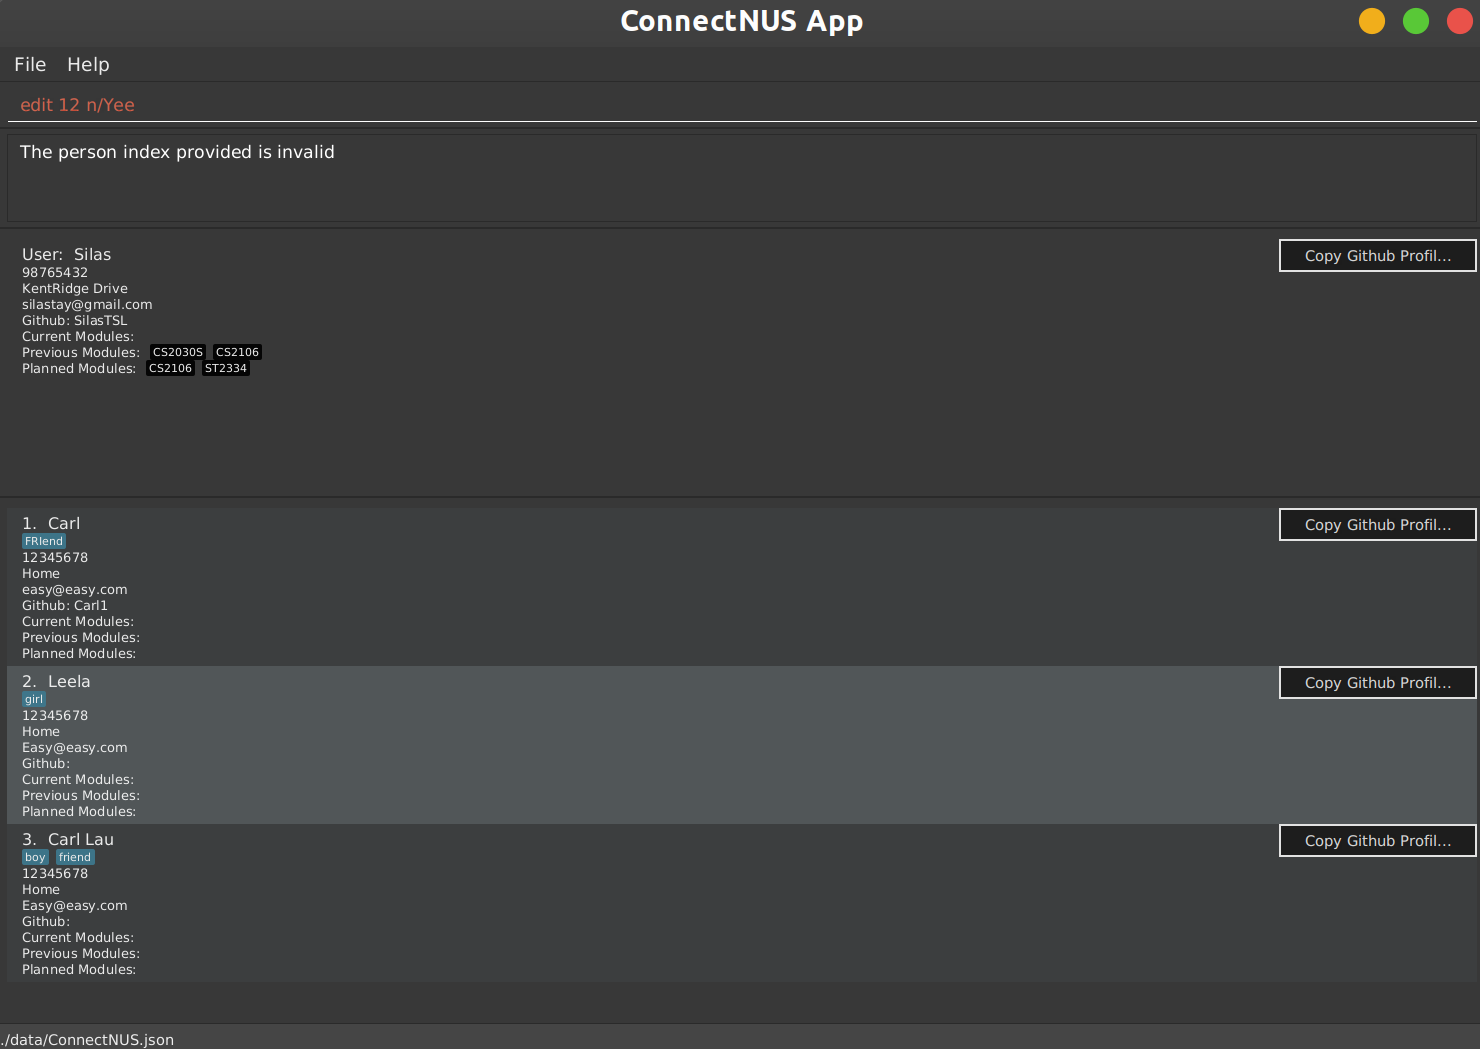 ConnectNUS App
File Help
edit 12 n/Yee
The person index provided is invalid
User: Silas
Copy Github Profil...
98765432
KentRidge Drive
silastay@gmail.com
Github: SilasTSL
Current Modules:
Previous Modules: CS2030S CS2106
Planned Modules: CS2106 ST2334
1. Carl
Copy Github Profil...
FRIend
12345678
Home
easy@easy.com
Github: Carl1
Current Modules:
Previous Modules:
Planned Modules:
2. Leela
Copy Github Profil...
girl
12345678
Home
Easy@easy.com
Github:
Current Modules:
Previous Modules:
Planned Modules:
3. Carl Lau
Copy Github Profil...
boy friend
12345678
Home
Easy@easy.com
Github:
Current Modules:
Previous Modules:
Planned Modules:
./data/ConnectNUS.json